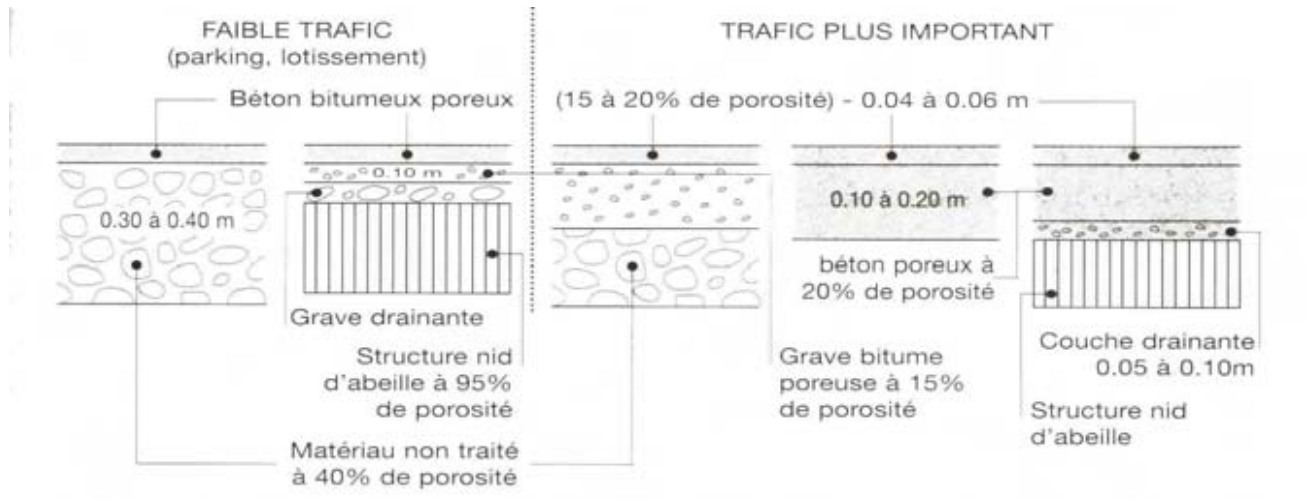 FAIBLE TRAFIC
(parking, lotissement)
TRAFIC PLUS IMPORTANT
Béton bitumeux poreux
(15 à 20% de porosité) - 0.04 à 0.06 m
0.10 m
0.30 à 0.40 m
0.10 à 0.20 m
béton poreux à
20% de porosité
Grave drainante
Structure nid
d'abeille à 95%
de porosité
Grave bitume
poreuse à 15%
de porosité
Couche drainante
0.05 à 0.10m
Structure nid
d'abeille
Matériau non traité
à 40% de porosité